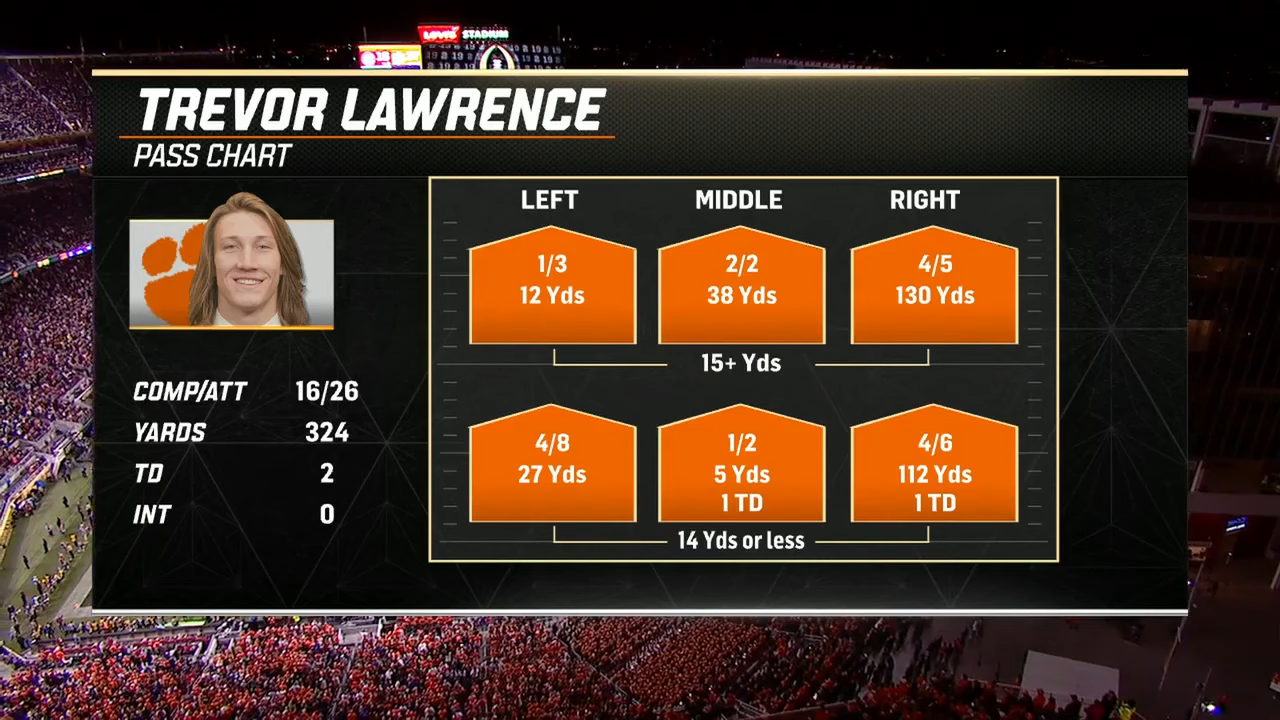 LEVI'S STADIUM
TREVOR LAWRENCE
PASS CHART
LEFT MIDDLE RIGHT
1/3 2/2 4/5
12 Yds 38 Yds 130 Yds
15+ Yds
COMP/ATT 16/26
YARDS 324
TD 2
INT 0
4/8 1/2 4/6
27 Yds 5 Yds 112 Yds
1 TD 1 TD
14 Yds or less